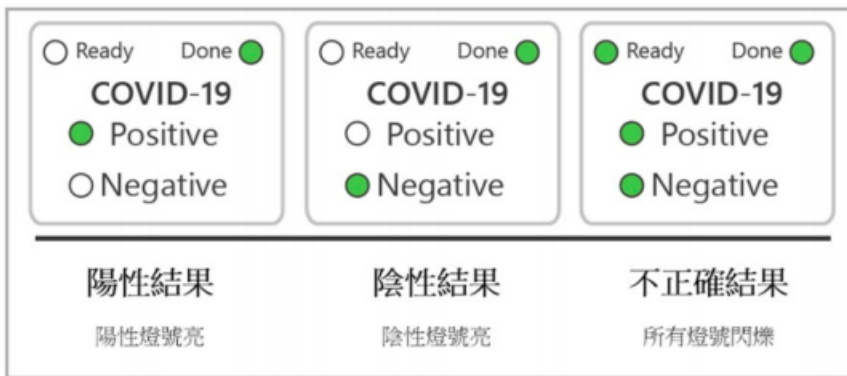 Ready Done
COVID-19
Positive
Negative
陽性結果
陽性燈號亮
Ready Done
COVID-19
Positive
Negative
陰性結果
陰性燈號亮
Ready Done
COVID-19
Positive
Negative
不正確結果
所有燈號閃爍